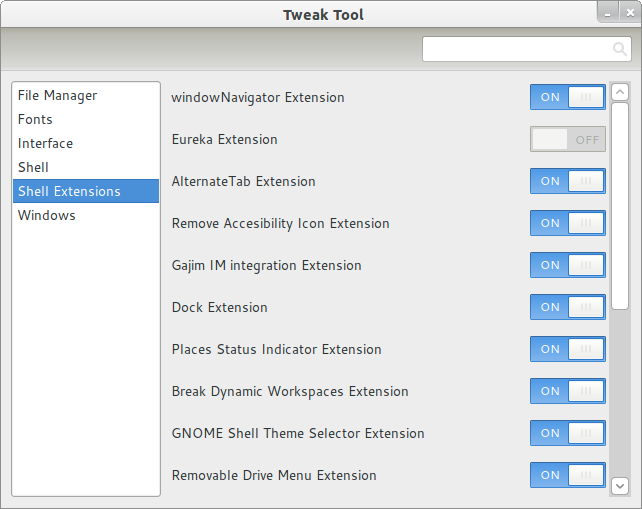 Tweak Tool
File Manager
Fonts
Interface
Shell
Shell Extensions
Windows
windowNavigator Extension ON
Eureka Extension OFF
AlternateTab Extension ON
Remove Accesibility Icon Extension ON
Gajim IM integration Extension ON
Dock Extension ON
Places Status Indicator Extension ON
Break Dynamic Workspaces Extension ON
GNOME Shell Theme Selector Extension ON
Removable Drive Menu Extension ON